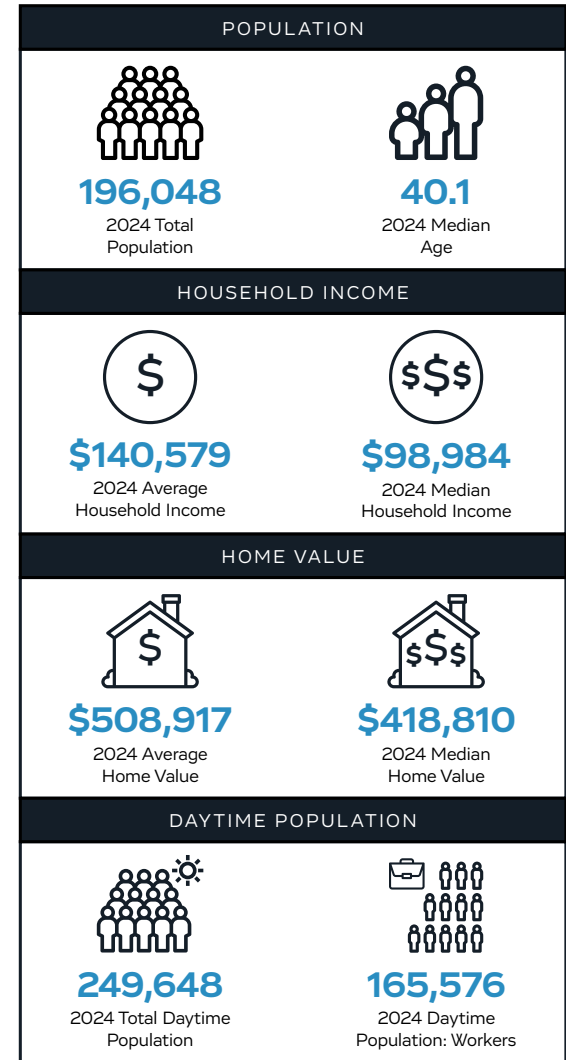 POPULATION
196,048
2024 Total
Population
40.1
2024 Median
Age
HOUSEHOLD INCOME
$
$140,579
2024 Average
Household Income
$$$
$98,984
2024 Median
Household Income
HOME VALUE
$
$508,917
2024 Average
Home Value
$$$
$418,810
2024 Median
Home Value
DAYTIME POPULATION
249,648
2024 Total Daytime
Population
165,576
2024 Daytime
Population: Workers